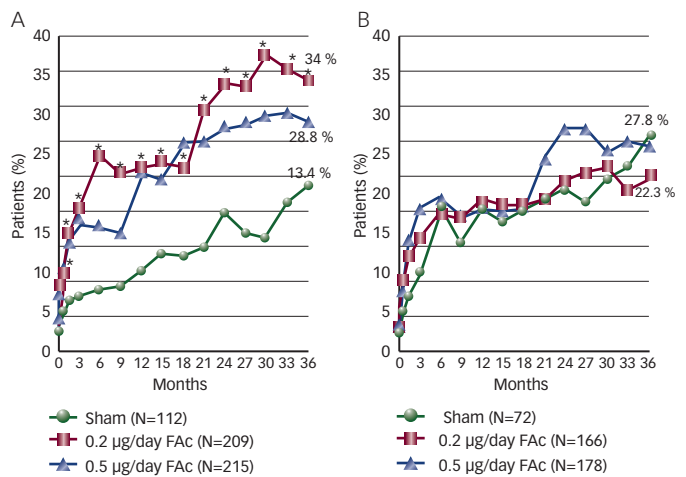 A
40
35
30
25
20
15
10
5
0
Patients (%)
* * * * * * * * * * * * * * *
34 %
28.8 %
13.4 %
0 3 6 9 12 15 18 21 24 27 30 33 36
Months
Sham (N=112)
0.2 μg/day FAc (N=209)
0.5 μg/day FAc (N=215)
B
40
35
30
25
20
15
10
5
0
Patients (%)
27.8 %
22.3 %
0 3 6 9 12 15 18 21 24 27 30 33 36
Months
Sham (N=72)
0.2 μg/day FAc (N=166)
0.5 μg/day FAc (N=178)